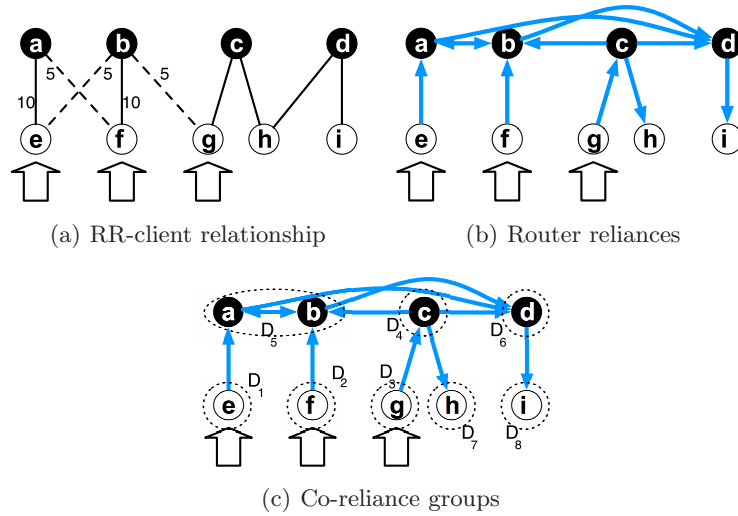 a b c d
5 5 5
10 10
e f g h i
(a) RR-client relationship
a b c d
e f g h i
(b) Router reliances
a b c d
D5 D4 D6
D1 D2 D3
e f g h i
D7 D8
(c) Co-reliance groups